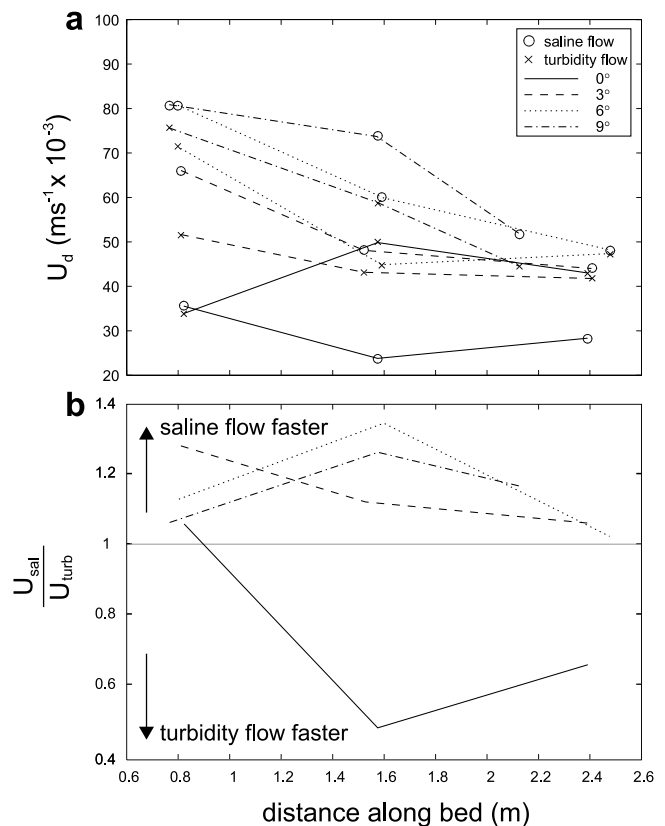 a
100
90
80
70
60
50
40
30
20
U_d (ms⁻¹ x 10⁻³)
saline flow
turbidity flow
0°
3°
6°
9°
b
1.4
1.2
1
0.8
0.6
0.4
saline flow faster
turbidity flow faster
U_sal
U_turb
0.6 0.8 1 1.2 1.4 1.6 1.8 2 2.2 2.4 2.6
distance along bed (m)